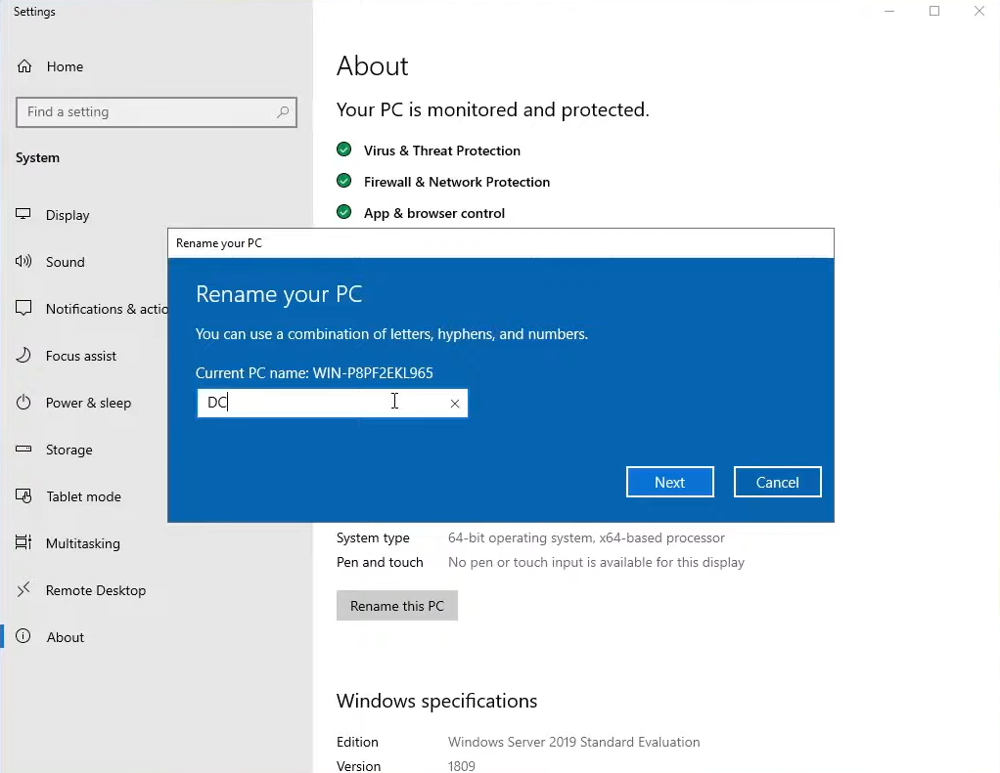 Settings
Home
Find a setting
System
Display
Sound
Notifications & actio
Focus assist
Power & sleep
Storage
Tablet mode
Multitasking
Remote Desktop
About
About
Your PC is monitored and protected.
Virus & Threat Protection
Firewall & Network Protection
App & browser control
Rename your PC
Rename your PC
You can use a combination of letters, hyphens, and numbers.
Current PC name: WIN-P8PF2EKL965
DC
Next
Cancel
System type 64-bit operating system, x64-based processor
Pen and touch No pen or touch input is available for this display
Rename this PC
Windows specifications
Edition Windows Server 2019 Standard Evaluation
Version 1809